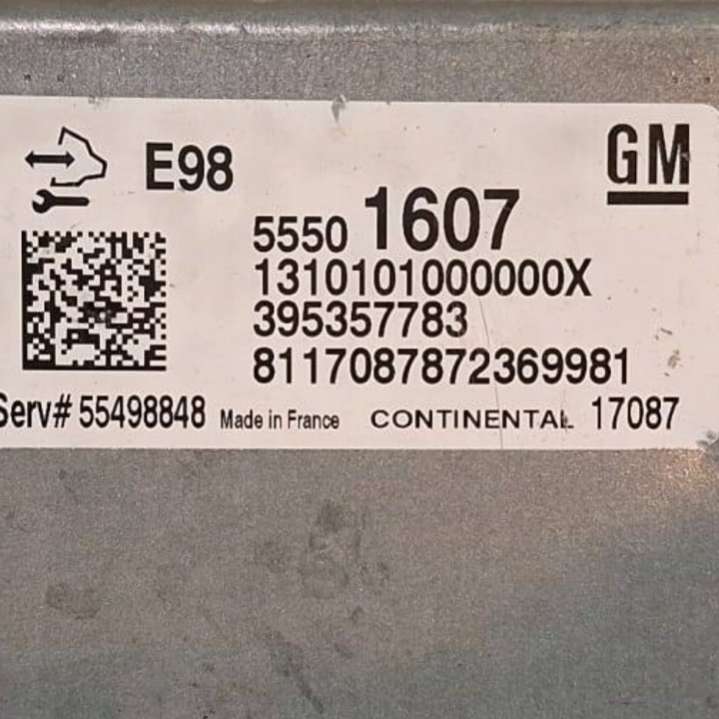 E98
GM
5550 1607
1310101000000X
395357783
8117087872369981
Serv# 55498848 Made in France CONTINENTAL 17087